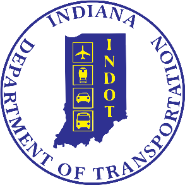 INDIANA
DEPARTMENT OF TRANSPORTATION
INDOT